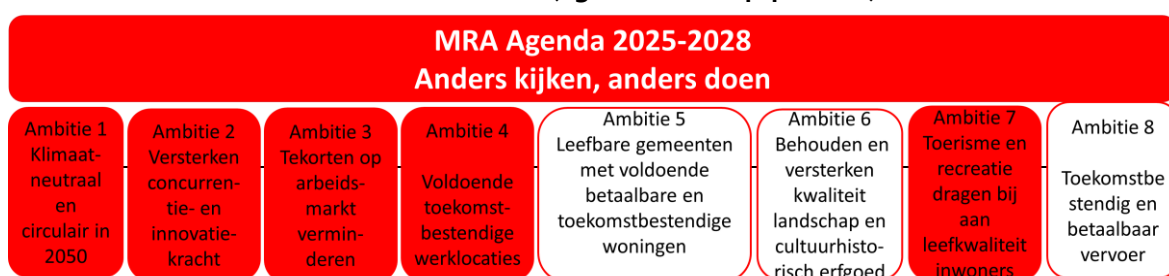 MRA Agenda 2025-2028
Anders kijken, anders doen
Ambitie 1
Klimaat-
neutraal
en
circulair in
2050
Ambitie 2
Versterken
concurren-
tie- en
innovatie-
kracht
Ambitie 3
Tekorten op
arbeids-
markt
vermin-
deren
Ambitie 4
Voldoende
toekomst-
bestendige
werklocaties
Ambitie 5
Leefbare gemeenten
met voldoende
betaalbare en
toekomstbestendige
woningen
Ambitie 6
Behouden en
versterken
kwaliteit
landschap en
cultuurhisto-
risch erfgoed
Ambitie 7
Toerisme en
recreatie
dragen bij
aan
leefkwaliteit
inwoners
Ambitie 8
Toekomstbe
stendig en
betaalbaar
vervoer